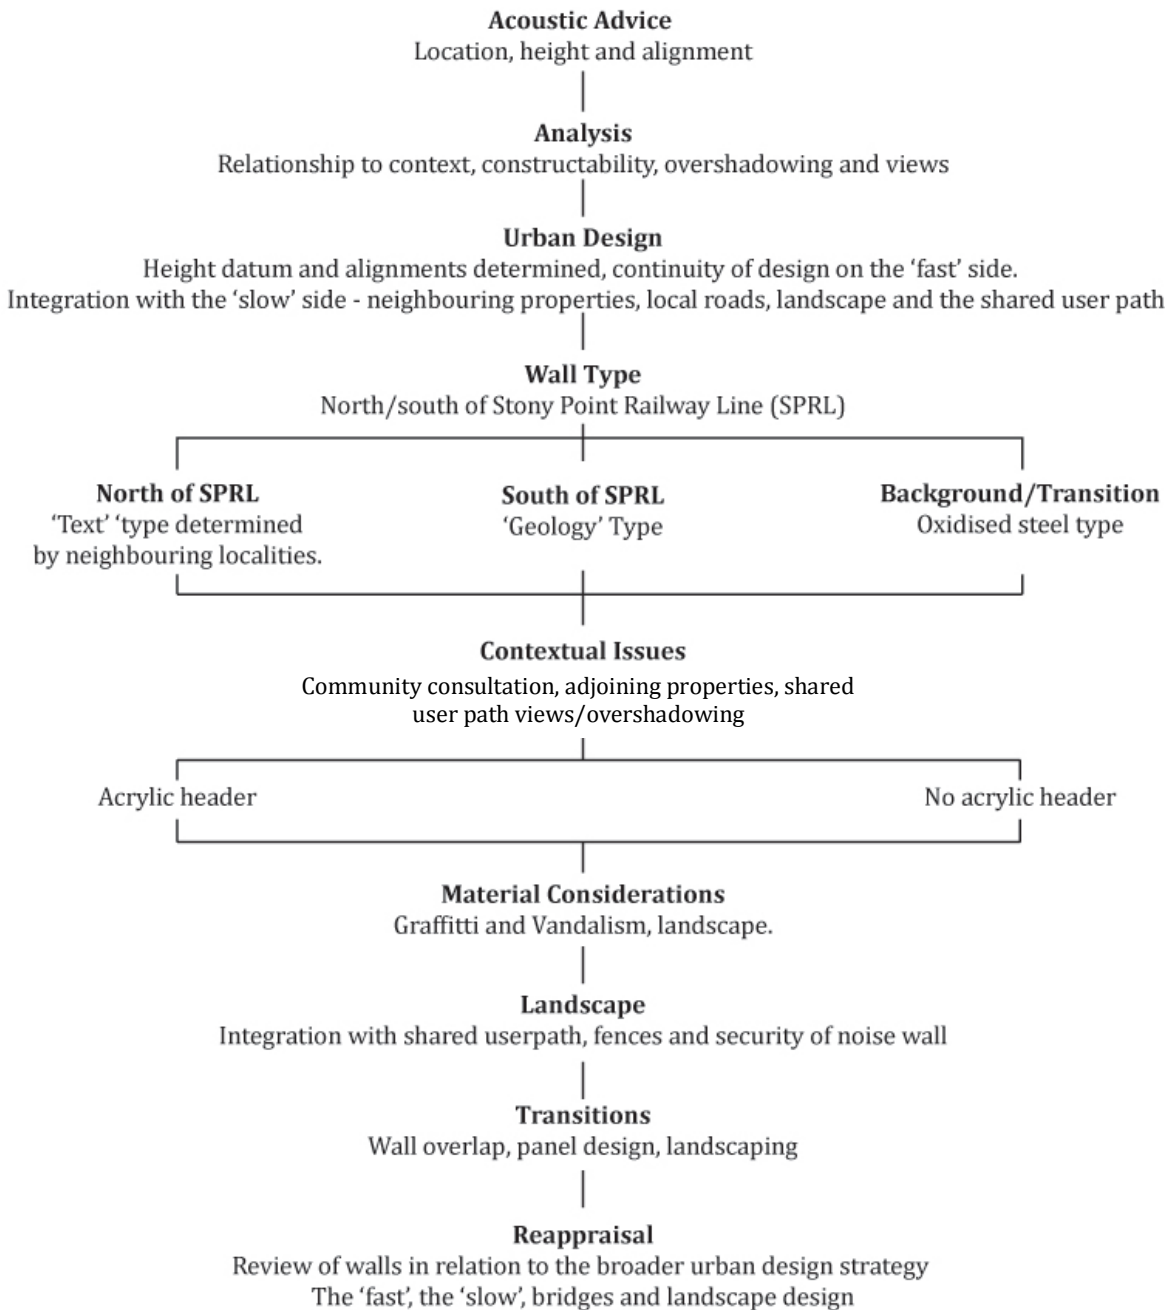 Acoustic Advice
Location, height and alignment
Analysis
Relationship to context, constructability, overshadowing and views
Urban Design
Height datum and alignments determined, continuity of design on the ‘fast’ side.
Integration with the ‘slow’ side - neighbouring properties, local roads, landscape and the shared user path
Wall Type
North/south of Stony Point Railway Line (SPRL)
North of SPRL
‘Text’ ‘type determined
by neighbouring localities.
South of SPRL
‘Geology’ Type
Background/Transition
Oxidised steel type
Contextual Issues
Community consultation, adjoining properties, shared
user path views/overshadowing
Acrylic header
No acrylic header
Material Considerations
Graffitti and Vandalism, landscape.
Landscape
Integration with shared userpath, fences and security of noise wall
Transitions
Wall overlap, panel design, landscaping
Reappraisal
Review of walls in relation to the broader urban design strategy
The ‘fast’, the ‘slow’, bridges and landscape design